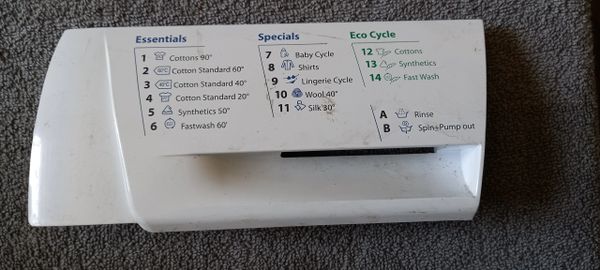 Essentials
1 Cottons 90°
2 60°C Cotton Standard 60°
3 40°C Cotton Standard 40°
4 Cotton Standard 20°
5 Synthetics 50°
6 Fastwash 60'
Specials
7 Baby Cycle
8 Shirts
9 Lingerie Cycle
10 Wool 40°
11 Silk 30°
Eco Cycle
12 Cottons
13 Synthetics
14 Fast Wash
A Rinse
B Spin+Pump out